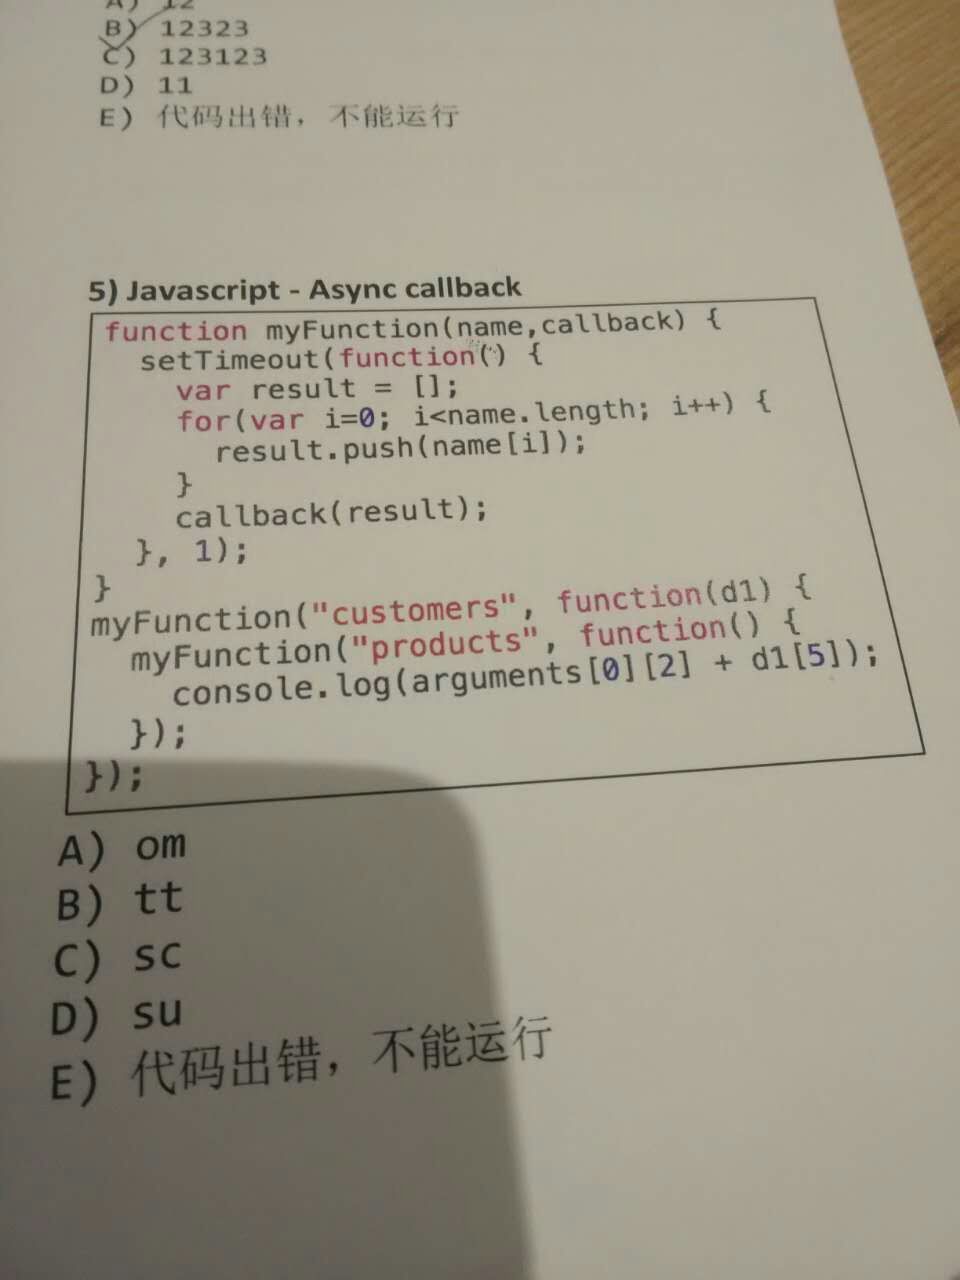 A) 12
B) 12323
C) 123123
D) 11
E) 代码出错，不能运行
5) Javascript - Async callback
function myFunction(name,callback) {
setTimeout(function() {
var result = [];
for(var i=0; i<name.length; i++) {
result.push(name[i]);
}
callback(result);
}, 1);
}
myFunction("customers", function(d1) {
myFunction("products", function() {
console.log(arguments[0][2] + d1[5]);
});
});
A) om
B) tt
C) sc
D) su
E) 代码出错，不能运行